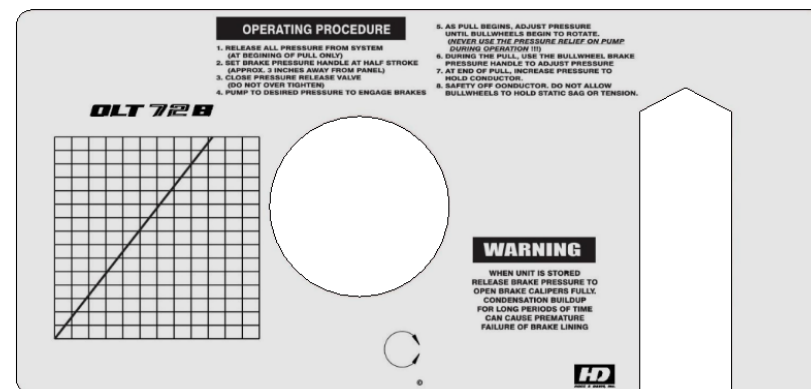 OPERATING PROCEDURE
1. RELEASE ALL PRESSURE FROM SYSTEM
(AT BEGINING OF PULL ONLY)
2. SET BRAKE PRESSURE HANDLE AT HALF STROKE
(APPROX. 3 INCHES AWAY FROM PANEL)
3. CLOSE PRESSURE RELEASE VALVE
(DO NOT OVER TIGHTEN)
4. PUMP TO DESIRED PRESSURE TO ENGAGE BRAKES
5. AS PULL BEGINS, ADJUST PRESSURE
UNTIL BULLWHEELS BEGIN TO ROTATE.
(NEVER USE THE PRESSURE RELIEF ON PUMP
DURING OPERATION !!!)
6. DURING THE PULL, USE THE BULLWHEEL BRAKE
PRESSURE HANDLE TO ADJUST PRESSURE
7. AT END OF PULL, INCREASE PRESSURE TO
HOLD CONDUCTOR.
8. SAFETY OFF OONDUCTOR. DO NOT ALLOW
BULLWHEELS TO HOLD STATIC SAG OR TENSION.
OLT 728
WARNING
WHEN UNIT IS STORED
RELEASE BRAKE PRESSURE TO
OPEN BRAKE CALIPERS FULLY.
CONDENSATION BUILDUP
FOR LONG PERIODS OF TIME
CAN CAUSE PREMATURE
FAILURE OF BRAKE LINING
HD